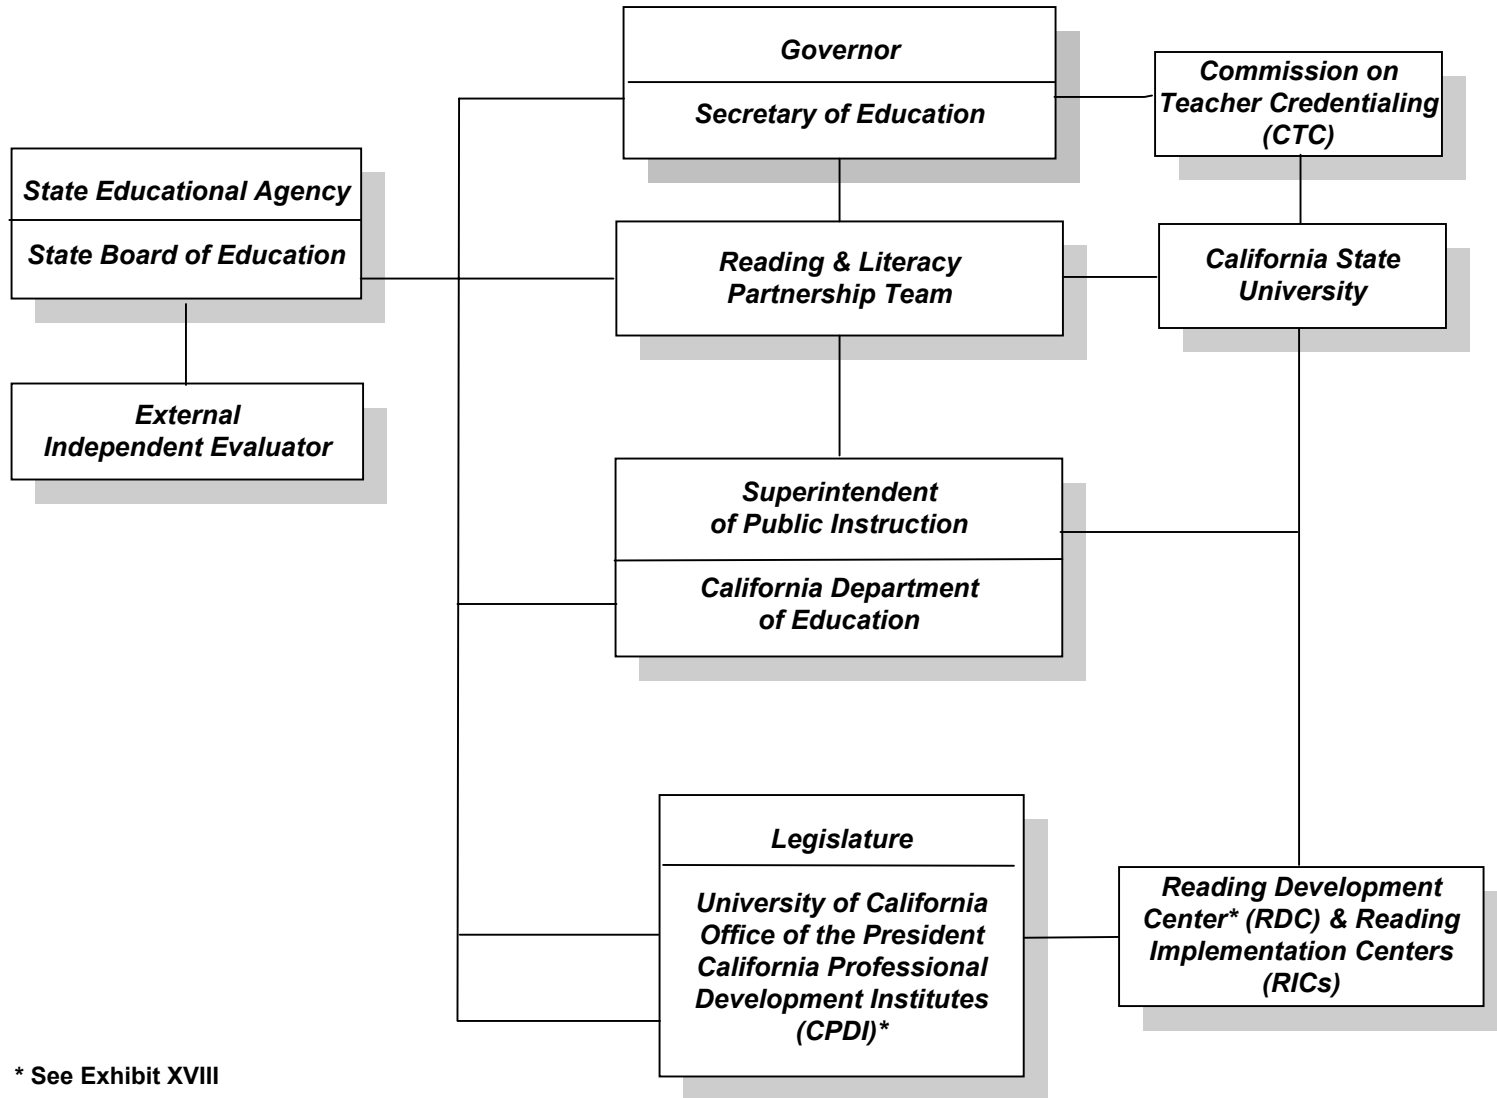 Governor
Secretary of Education
Commission on
Teacher Credentialing
(CTC)
State Educational Agency
State Board of Education
Reading & Literacy
Partnership Team
California State
University
External
Independent Evaluator
Superintendent
of Public Instruction
California Department
of Education
Legislature
University of California
Office of the President
California Professional
Development Institutes
(CPDI)*
Reading Development
Center* (RDC) & Reading
Implementation Centers
(RICs)
* See Exhibit XVIII